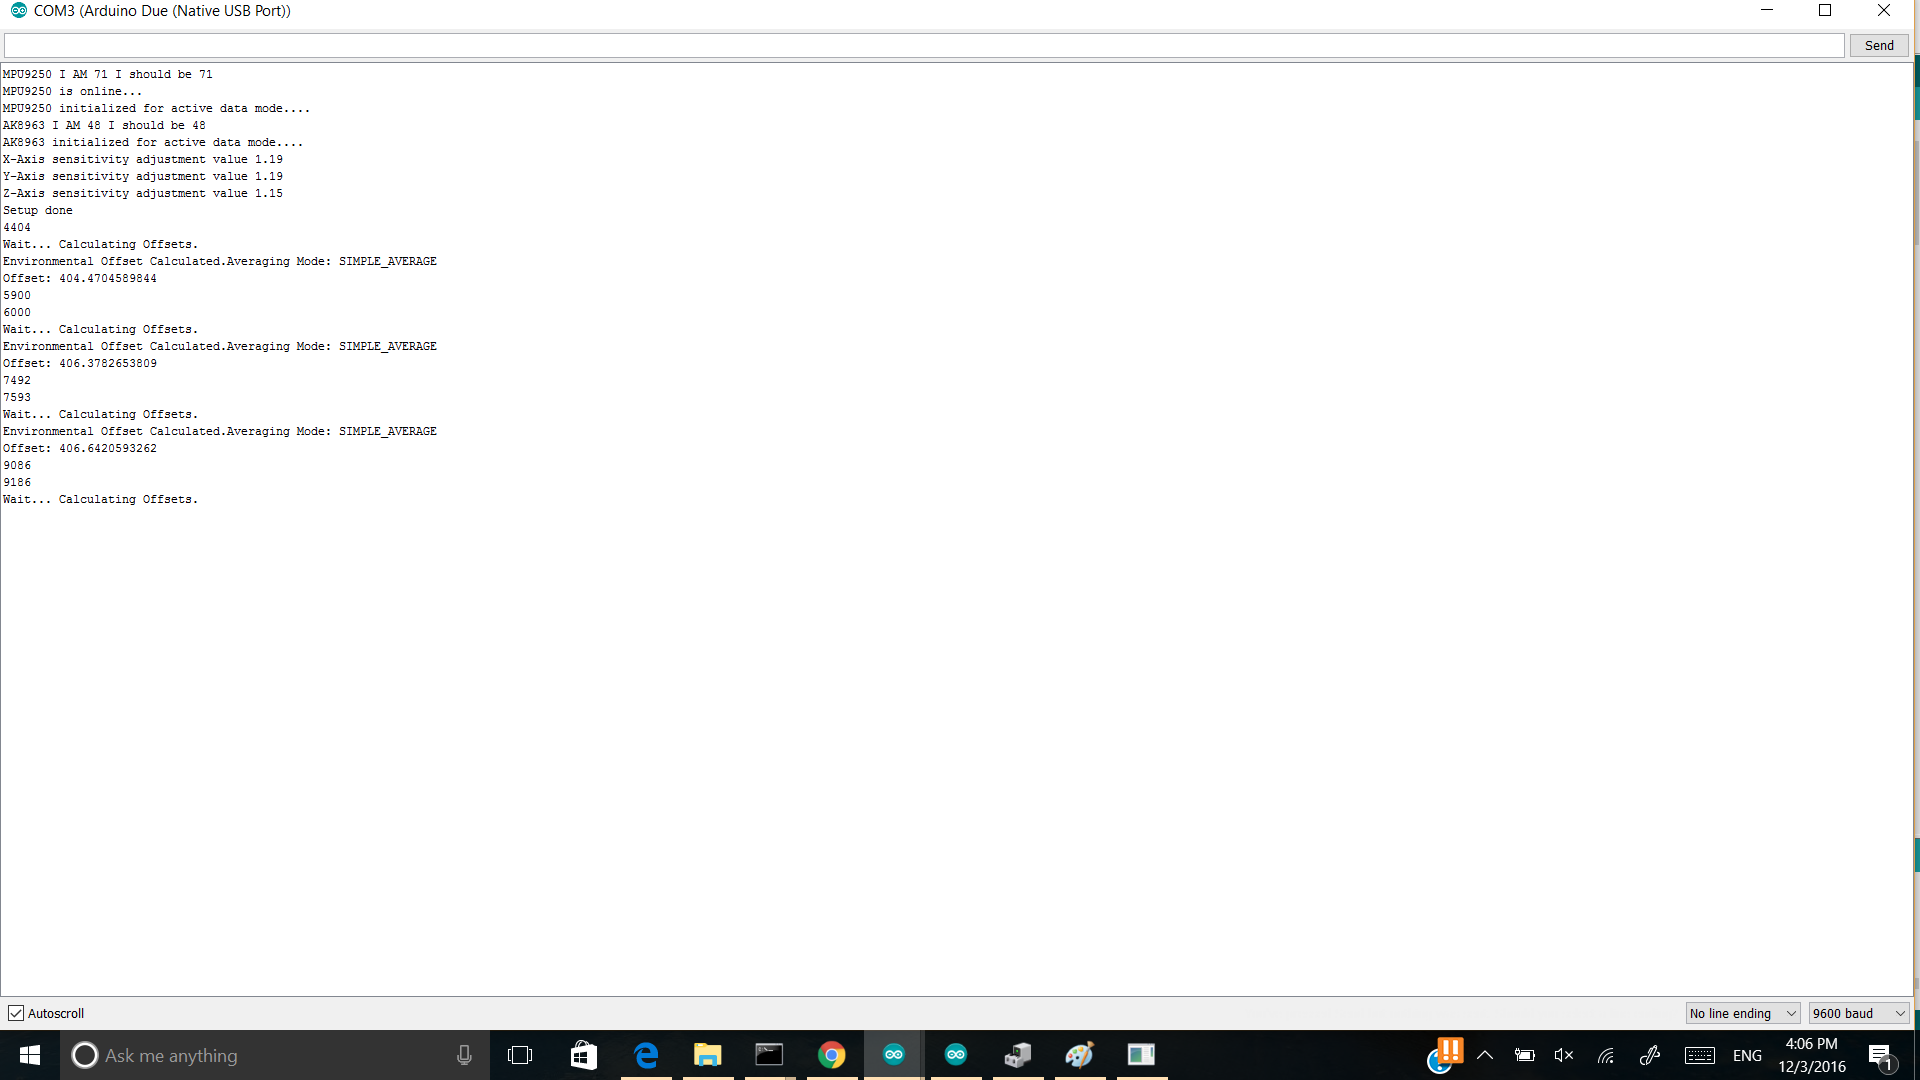 COM3 (Arduino Due (Native USB Port))
Send
MPU9250 I AM 71 I should be 71
MPU9250 is online...
MPU9250 initialized for active data mode....
AK8963 I AM 48 I should be 48
AK8963 initialized for active data mode....
X-Axis sensitivity adjustment value 1.19
Y-Axis sensitivity adjustment value 1.19
Z-Axis sensitivity adjustment value 1.15
Setup done
4404
Wait... Calculating Offsets.
Environmental Offset Calculated.Averaging Mode: SIMPLE_AVERAGE
Offset: 404.4704589844
5900
6000
Wait... Calculating Offsets.
Environmental Offset Calculated.Averaging Mode: SIMPLE_AVERAGE
Offset: 406.3782653809
7492
7593
Wait... Calculating Offsets.
Environmental Offset Calculated.Averaging Mode: SIMPLE_AVERAGE
Offset: 406.6420593262
9086
9186
Wait... Calculating Offsets.
Autoscroll
No line ending
9600 baud
Ask me anything
ENG
4:06 PM
12/3/2016
1